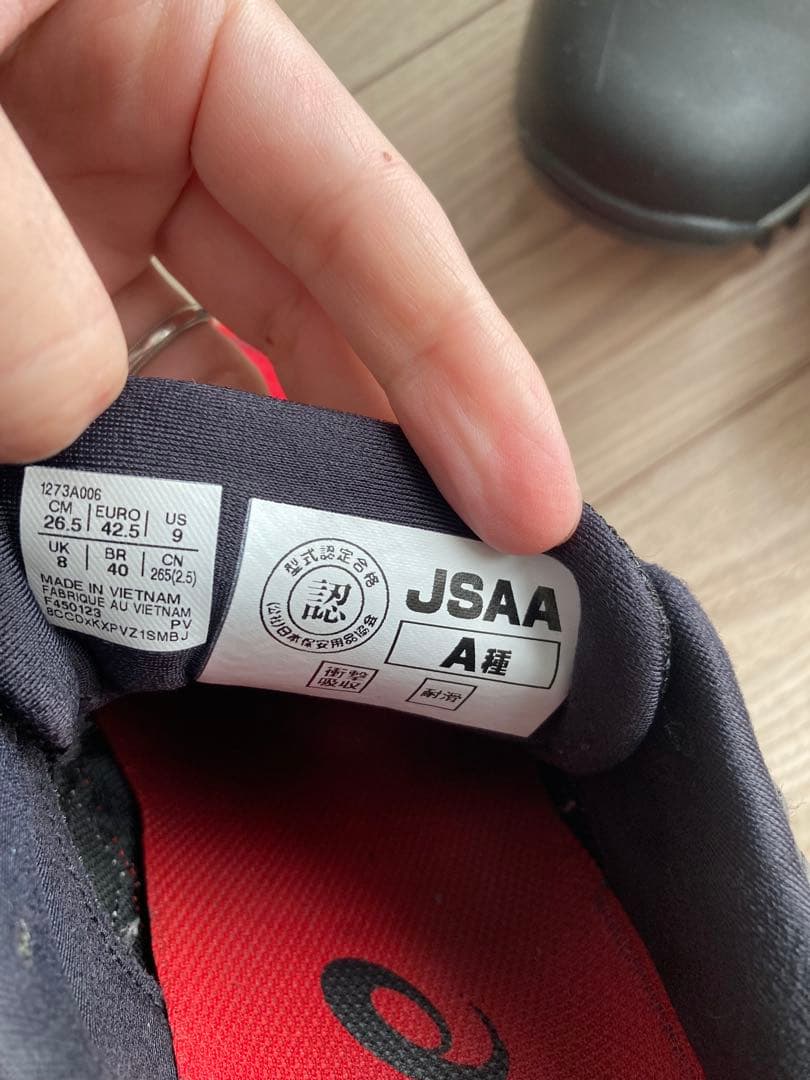 1273A006
CM 26.5 | EURO 42.5 | US 9
UK 8 | BR 40 | CN 265(2.5)
MADE IN VIETNAM
FABRIQUE AU VIETNAM
F450123 PV
8CCDXKXPVZ1SMBJ
型式認定合格
認
(公社)日本保安用品協会
JSAA
A種
衝撃
吸収
耐滑